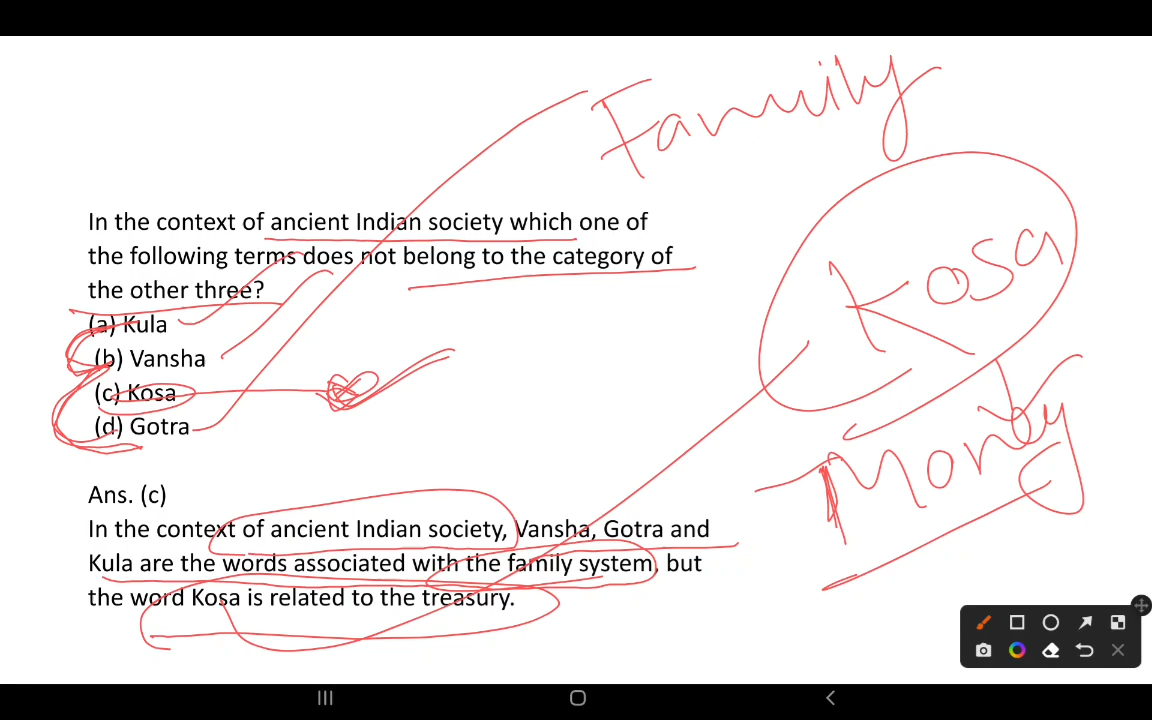 Family
In the context of ancient Indian society which one of
the following terms does not belong to the category of
the other three?
(a) Kula
(b) Vansha
(c) Kosa
(d) Gotra
Kosa
Money
Ans. (c)
In the context of ancient Indian society, Vansha, Gotra and
Kula are the words associated with the family system, but
the word Kosa is related to the treasury.